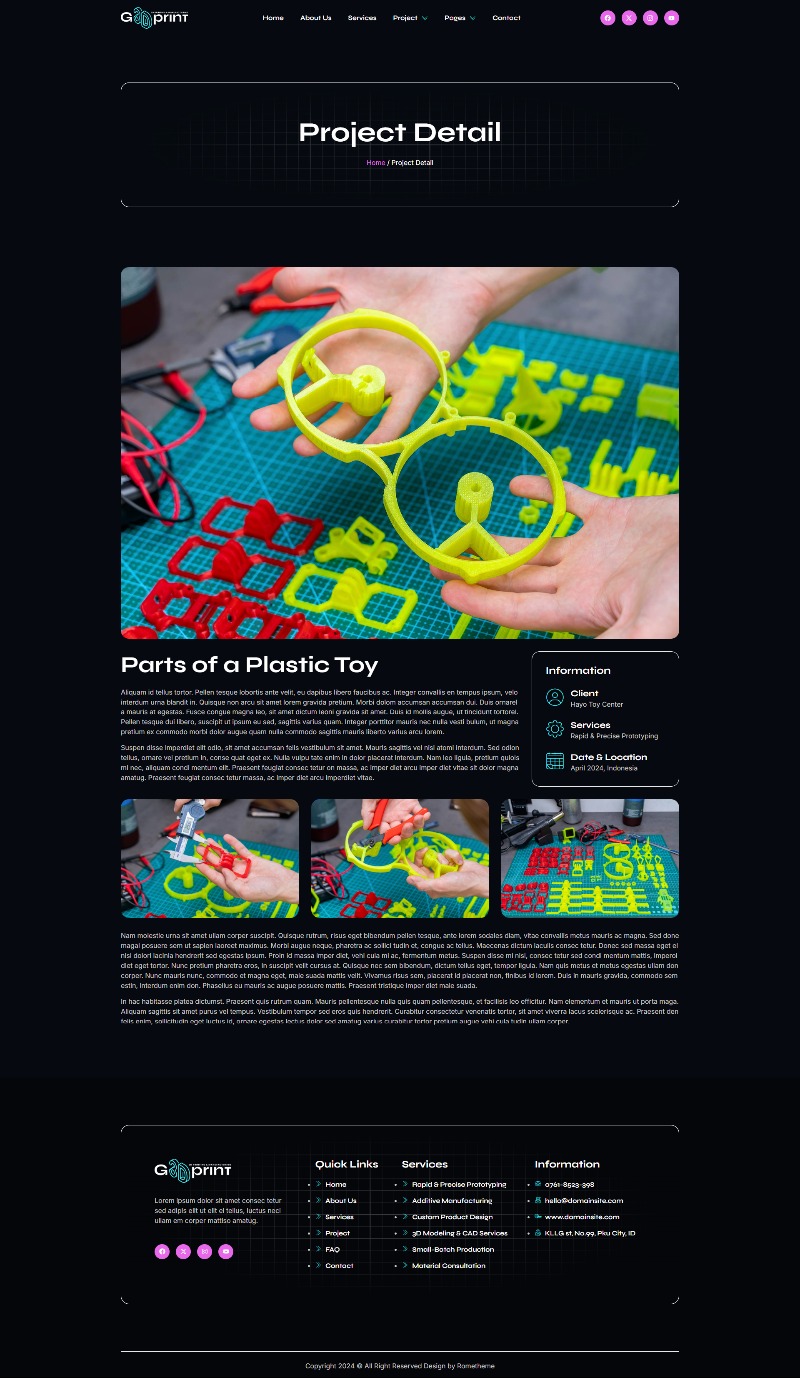 G print
Home About Us Services Project Pages Contact
Project Detail
Home / Project Detail
Parts of a Plastic Toy
Aliquam id tellus tortor. Pellen tesque lobortis ante velit, eu dapibus libero faucibus ac. Integer convallis en tempus ipsum, velo
interdum urna blandit in. Quisque non arcu sit amet lorem gravida pretium. Morbi dolom accumsan accumsan dui. Duis ornarel
a mauris at egestas. Fusce congue magna leo, sit amet dictum leoni gravida sit amet. Duis id mollis augue, ut tincidunt tortoret.
Pellen tesque dui libero, suscipit ut ipsum eu sed, sagittis varius quam. Integer porttitor mauris nec nulla vesti bulum, ut magna
pretium ex commodo morbi dolor augue quam nulla commodo sagittis mauris liberto varius arcu lorem.
Suspen disse imperdiet elit odio, sit amet accumsan felis vestibulum sit amet. Mauris sagittis vel nisi atomi interdum. Sed odion
tellus, ornare vel pretium in, conse quat eget ex. Nulla vulpu tate enim in dolor placerat interdum. Nam leo ligula, pretium quiols
mi nec, aliquam condi mentum elit. Praesent feugiat consec tetur on massa, ac imper diet arcu imper diet vitae sit dolor magna
amatug. Praesent feugiat consec tetur massa, ac imper diet arcu imperdiet vitae.
Information
Client
Hayo Toy Center
Services
Rapid & Precise Prototyping
Date & Location
April 2024, Indonesia
Nam molestie urna sit amet ullam corper suscipit. Quisque rutrum, risus eget bibendum pellen tesque, ante lorem sodales diam, vitae convallis metus mauris ac magna. Sed done
magal posuere sem ut sapien laoreet maximus. Morbi augue neque, pharetra ac sollici tudin et, congue ac tellus. Maecenas dictum iaculis consec tetur. Donec sed massa eget el
nisi dolori lacinia hendrerit sed egestas ipsum. Proin id massa imper diet, vehi cula mi ac, fermentum metus. Suspen disse mi nisi, consec tetur sed condi mentum mattis, imperol
diet eget tortor. Nunc pretium pharetra eros, in suscipit velit cursus at. Quisque nec sem bibendum, dictum tellus eget, tempor ligula. Nam quis metus et metus egestas ullam don
corper. Nunc mauris nunc, commodo et magna eget, male suada mattis velit. Vivamus risus sem, placerat id placerat non, finibus id lorem. Duis in mauris gravida, commodo sem
estin, interdum enim don. Phasellus eu mauris ac augue posuere mattis. Praesent tristique imper diet male suada.
In hac habitasse platea dictumst. Praesent quis rutrum quam. Mauris pellentesque nulla quis quam pellentesque, et facilisis leo efficitur. Nam elementum et mauris ut porta maga.
Aliquam sagittis sit amet purus vel tempus. Vestibulum tempor sed eros quis hendrerit. Curabitur consectetur venenatis tortor, sit amet viverra lacus scelerisque ac. Praesent don
felis enim, sollicitudin eget luctus id, ornare egestas lectus dolor sed amatug varius curabitur tortor pretium augue vehi cula tudin ullam corper.
G print
Lorem ipsum dolor sit amet consec tetur
sed adipis elit ut elit el tellus, luctus necl
ullam em corper mattiso amatug.
Quick Links
Home
About Us
Services
Project
FAQ
Contact
Services
Rapid & Precise Prototyping
Additive Manufacturing
Custom Product Design
3D Modeling & CAD Services
Small-Batch Production
Material Consultation
Information
0761-8523-398
hello@domainsite.com
www.domainsite.com
KLLG st, No.99, Pku City, ID
Copyright 2024 © All Right Reserved Design by Rometheme